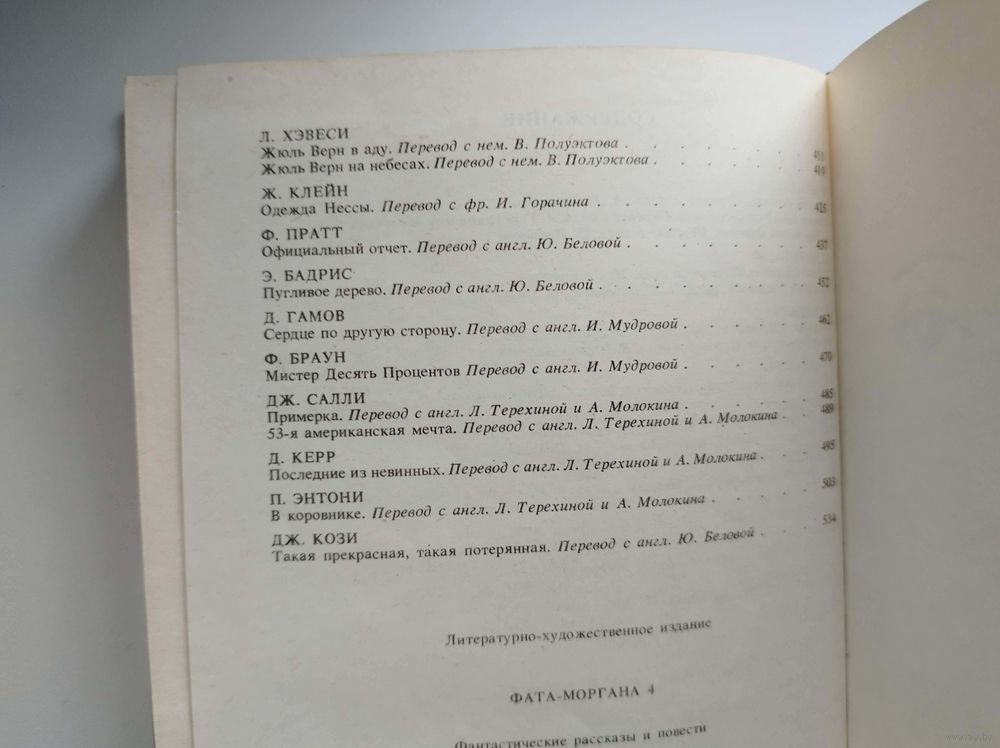 Л. ХЭВЕСИ
Жюль Верн в аду. Перевод с нем. В. Полуэктова . . . . . . . 411
Жюль Верн на небесах. Перевод с нем. В. Полуэктова . . . . . . 419
Ж. КЛЕЙН
Одежда Нессы. Перевод с фр. И. Горачина . . . . . . . 425
Ф. ПРАТТ
Официальный отчет. Перевод с англ. Ю. Беловой . . . . . . . 437
Э. БАДРИС
Пугливое дерево. Перевод с англ. Ю. Беловой . . . . . . . 452
Д. ГАМОВ
Сердце по другую сторону. Перевод с англ. И. Мудровой . . . . . 462
Ф. БРАУН
Мистер Десять Процентов Перевод с англ. И. Мудровой . . . . . 470
ДЖ. САЛЛИ
Примерка. Перевод с англ. Л. Терехиной и А. Молокина . . . . . . 485
53-я американская мечта. Перевод с англ. Л. Терехиной и А. Молокина . . 489
Д. КЕРР
Последние из невинных. Перевод с англ. Л. Терехиной и А. Молокина . . . 495
П. ЭНТОНИ
В коровнике. Перевод с англ. Л. Терехиной и А. Молокина . . . . . 503
ДЖ. КОЗИ
Такая прекрасная, такая потерянная. Перевод с англ. Ю. Беловой . . . 534
Литературно-художественное издание
ФАТА-МОРГАНА 4
Фантастические рассказы и повести